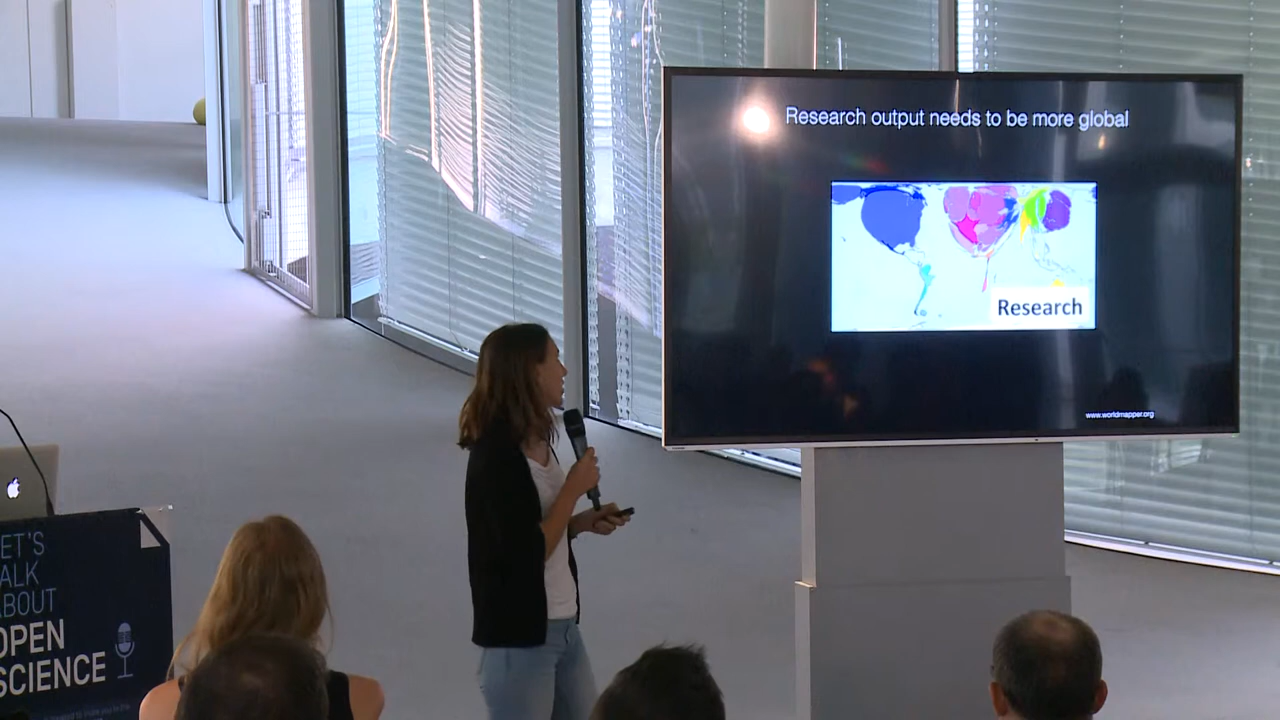 Research output needs to be more global
Research
www.worldmapper.org
ET'S
ALK
ABOUT
OPEN
SCIENCE